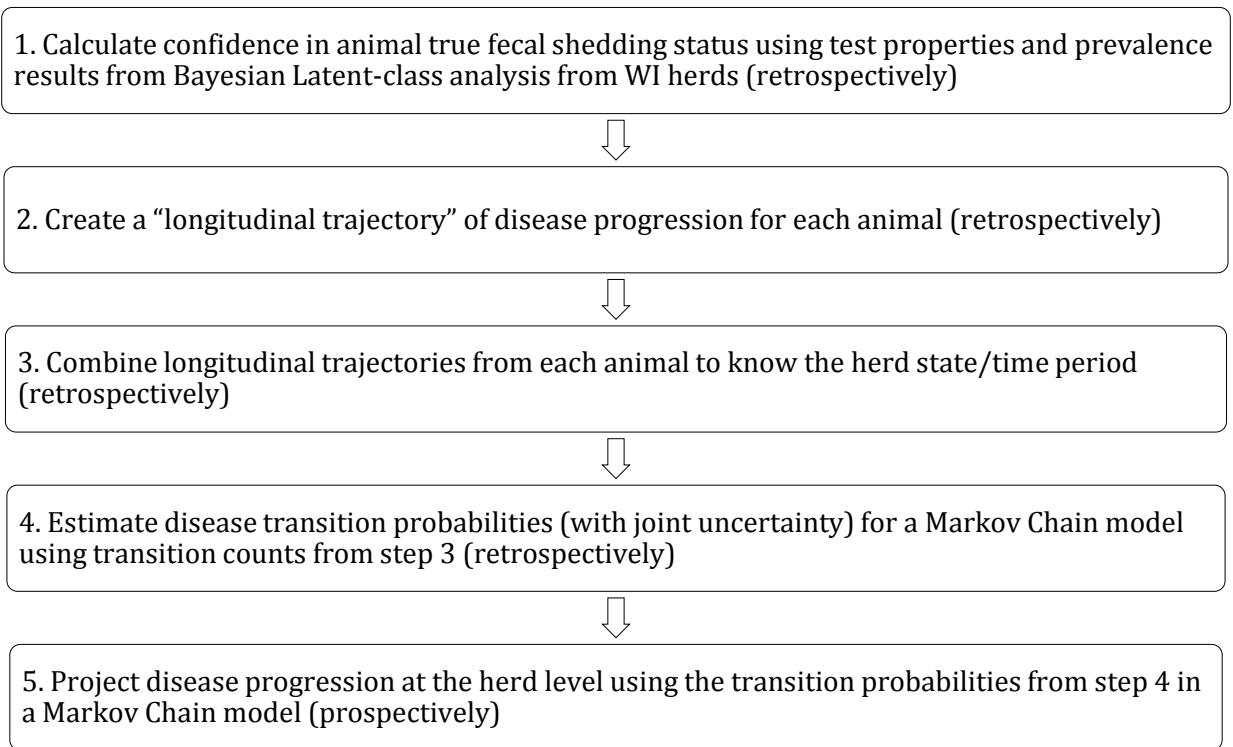 1. Calculate confidence in animal true fecal shedding status using test properties and prevalence
results from Bayesian Latent-class analysis from WI herds (retrospectively)
2. Create a “longitudinal trajectory” of disease progression for each animal (retrospectively)
3. Combine longitudinal trajectories from each animal to know the herd state/time period
(retrospectively)
4. Estimate disease transition probabilities (with joint uncertainty) for a Markov Chain model
using transition counts from step 3 (retrospectively)
5. Project disease progression at the herd level using the transition probabilities from step 4 in
a Markov Chain model (prospectively)